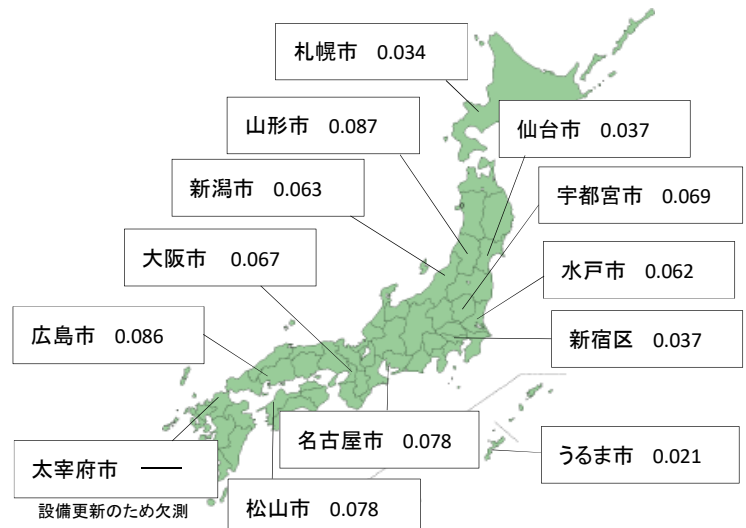 札幌市 0.034
山形市 0.087
仙台市 0.037
新潟市 0.063
宇都宮市 0.069
大阪市 0.067
水戸市 0.062
広島市 0.086
新宿区 0.037
名古屋市 0.078
うるま市 0.021
太宰府市 ——
設備更新のため欠測
松山市 0.078